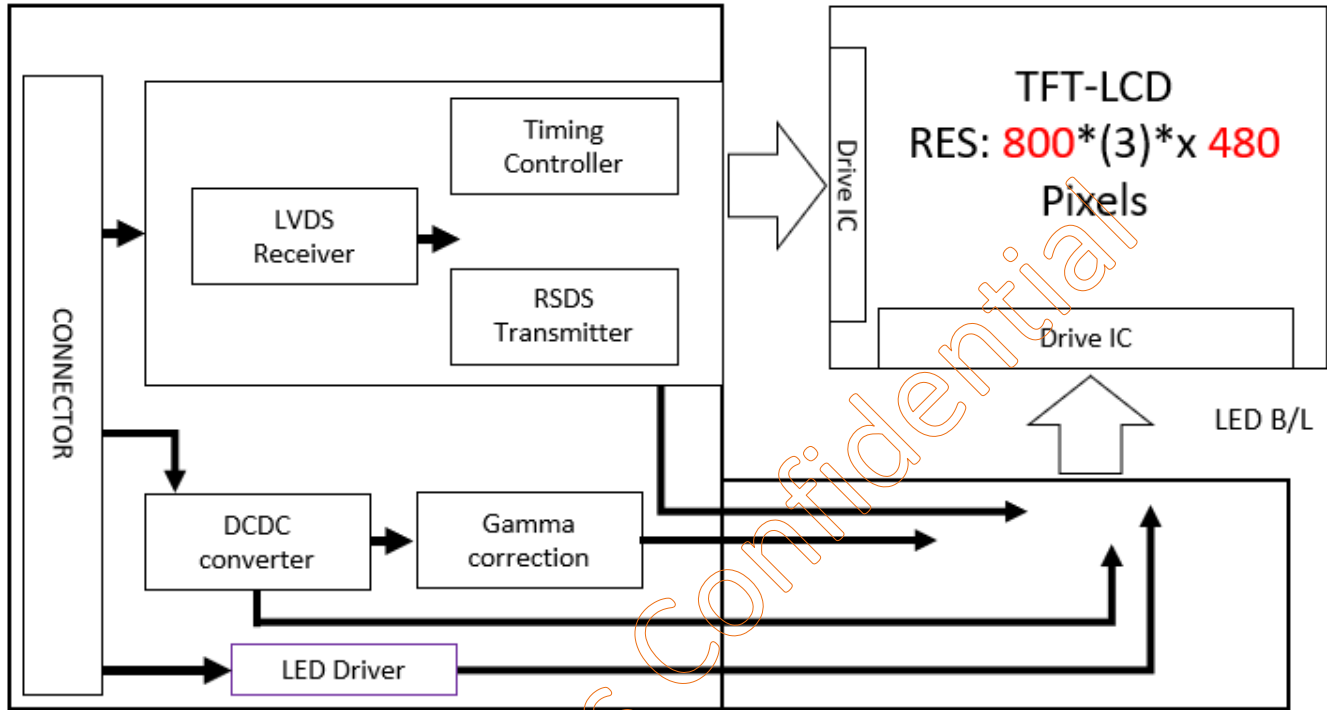 CONNECTOR
LVDS
Receiver
Timing
Controller
RSDS
Transmitter
DCDC
converter
Gamma
correction
LED Driver
Drive IC
TFT-LCD
RES: 800*(3)*x 480
Pixels
Drive IC
LED B/L
Confidential